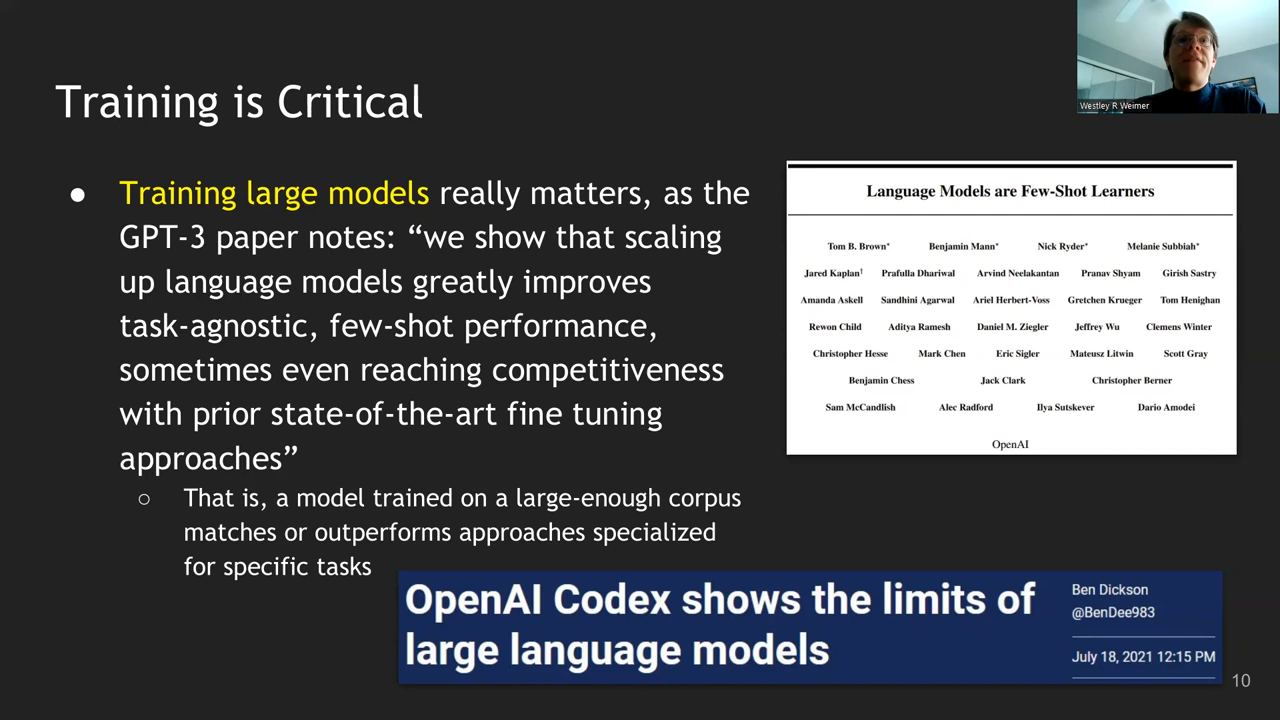 Westley R Weimer
Training is Critical
● Training large models really matters, as the
GPT-3 paper notes: “we show that scaling
up language models greatly improves
task-agnostic, few-shot performance,
sometimes even reaching competitiveness
with prior state-of-the-art fine tuning
approaches”
○ That is, a model trained on a large-enough corpus
matches or outperforms approaches specialized
for specific tasks
Language Models are Few-Shot Learners
Tom B. Brown* Benjamin Mann* Nick Ryder* Melanie Subbiah*
Jared Kaplan† Prafulla Dhariwal Arvind Neelakantan Pranav Shyam Girish Sastry
Amanda Askell Sandhini Agarwal Ariel Herbert-Voss Gretchen Krueger Tom Henighan
Rewon Child Aditya Ramesh Daniel M. Ziegler Jeffrey Wu Clemens Winter
Christopher Hesse Mark Chen Eric Sigler Mateusz Litwin Scott Gray
Benjamin Chess Jack Clark Christopher Berner
Sam McCandlish Alec Radford Ilya Sutskever Dario Amodei
OpenAI
OpenAI Codex shows the limits of
large language models
Ben Dickson
@BenDee983
July 18, 2021 12:15 PM
10